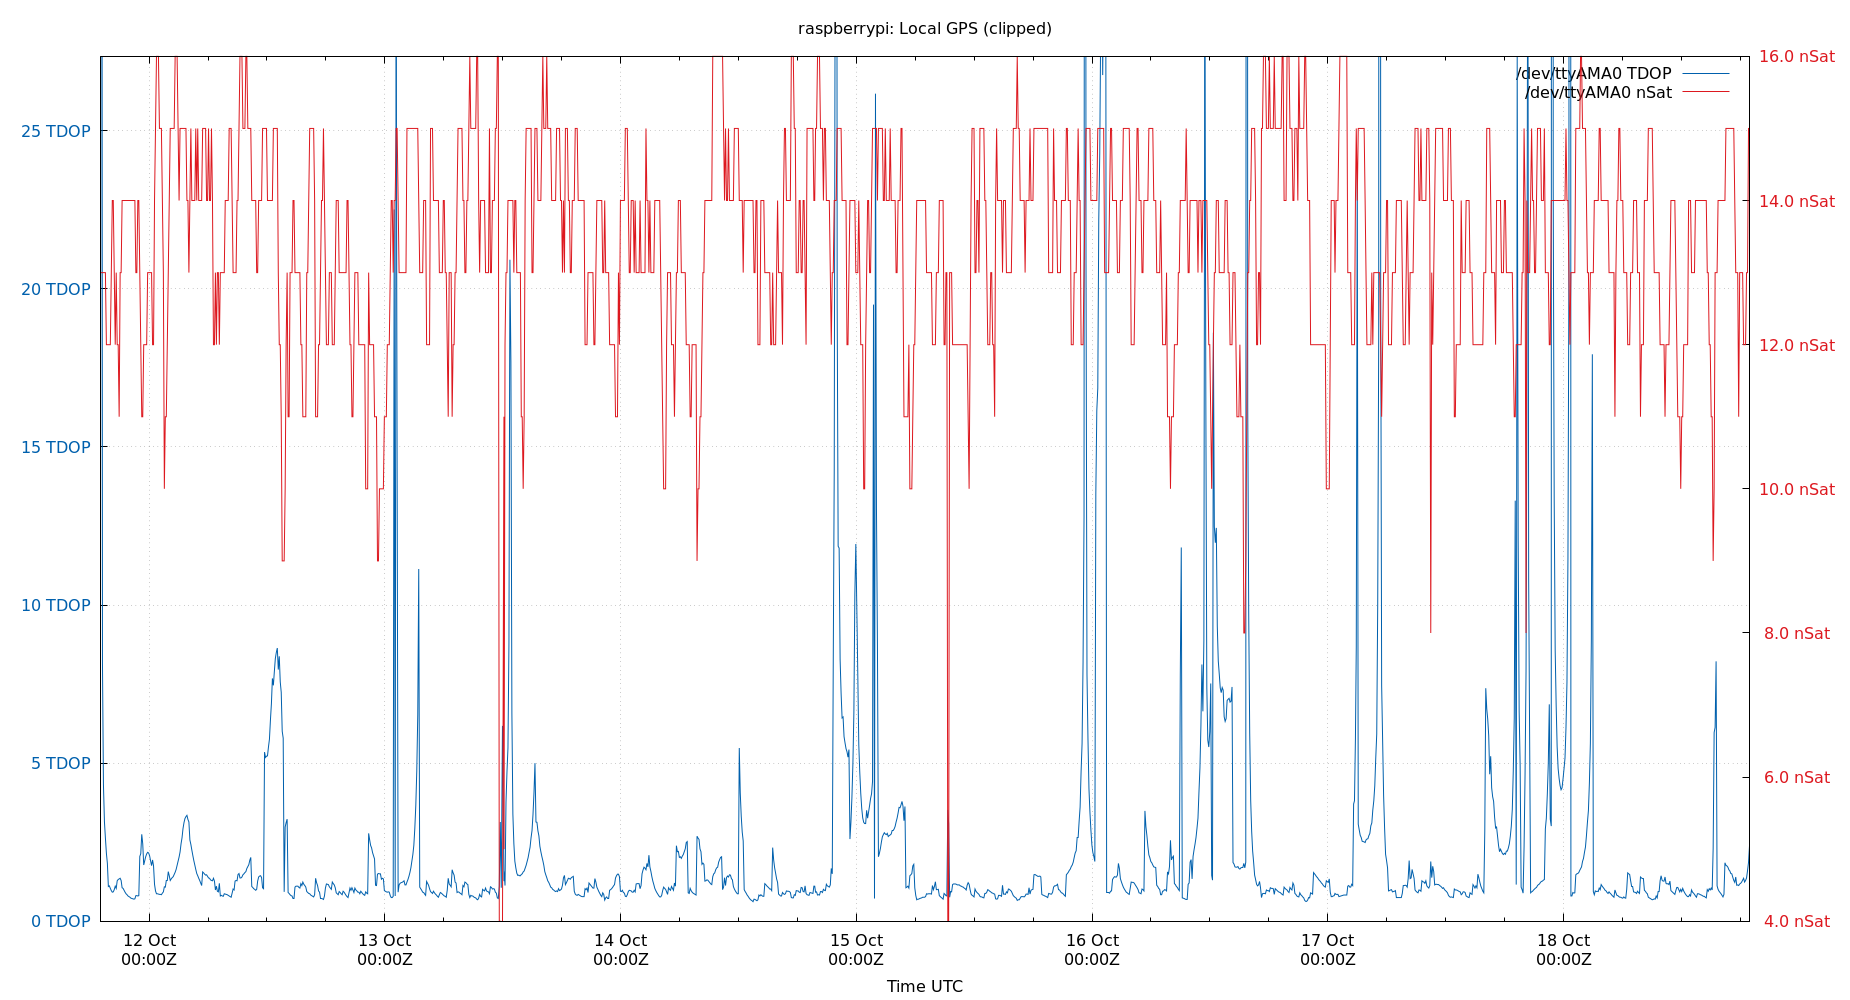 raspberrypi: Local GPS (clipped)
/dev/ttyAMA0 TDOP
/dev/ttyAMA0 nSat
25 TDOP
20 TDOP
15 TDOP
10 TDOP
5 TDOP
0 TDOP
16.0 nSat
14.0 nSat
12.0 nSat
10.0 nSat
8.0 nSat
6.0 nSat
4.0 nSat
12 Oct
00:00Z
13 Oct
00:00Z
14 Oct
00:00Z
15 Oct
00:00Z
16 Oct
00:00Z
17 Oct
00:00Z
18 Oct
00:00Z
Time UTC